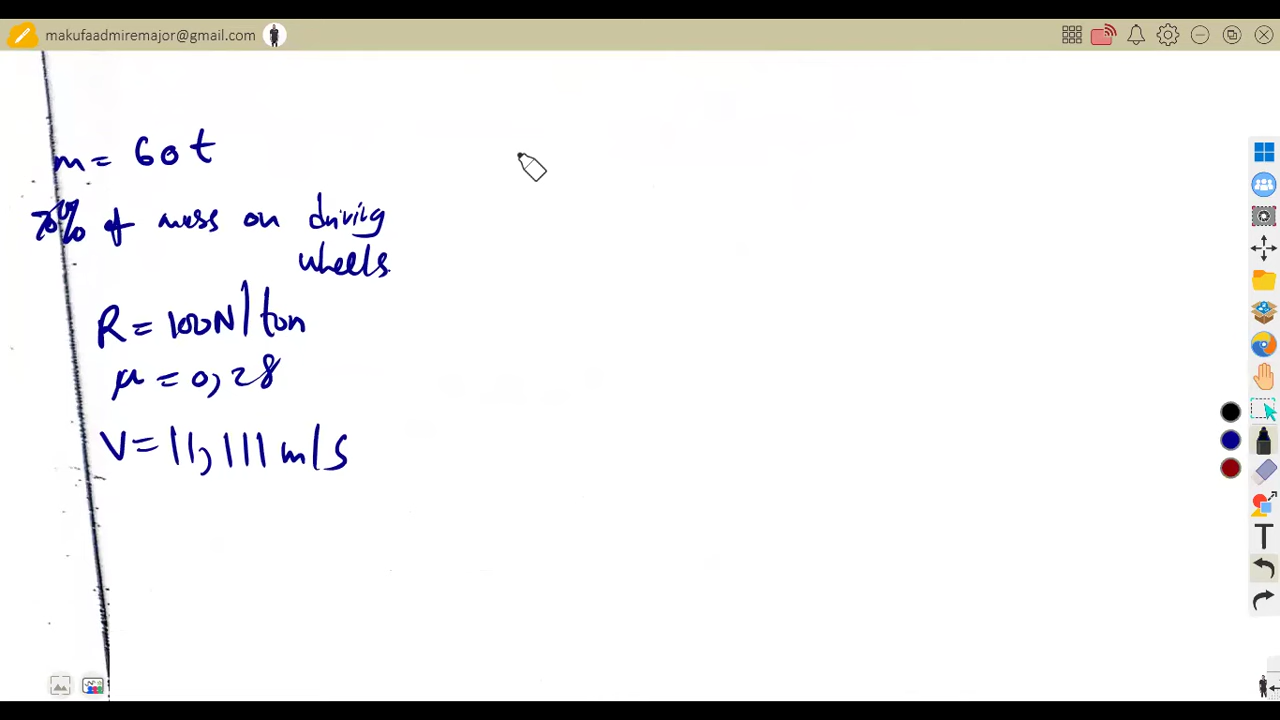 makufaadmiremajor@gmail.com
m = 60 t
70% of mass on driving
wheels.
R = 100N/ton
μ = 0,28
V = 11,111 m/s
T